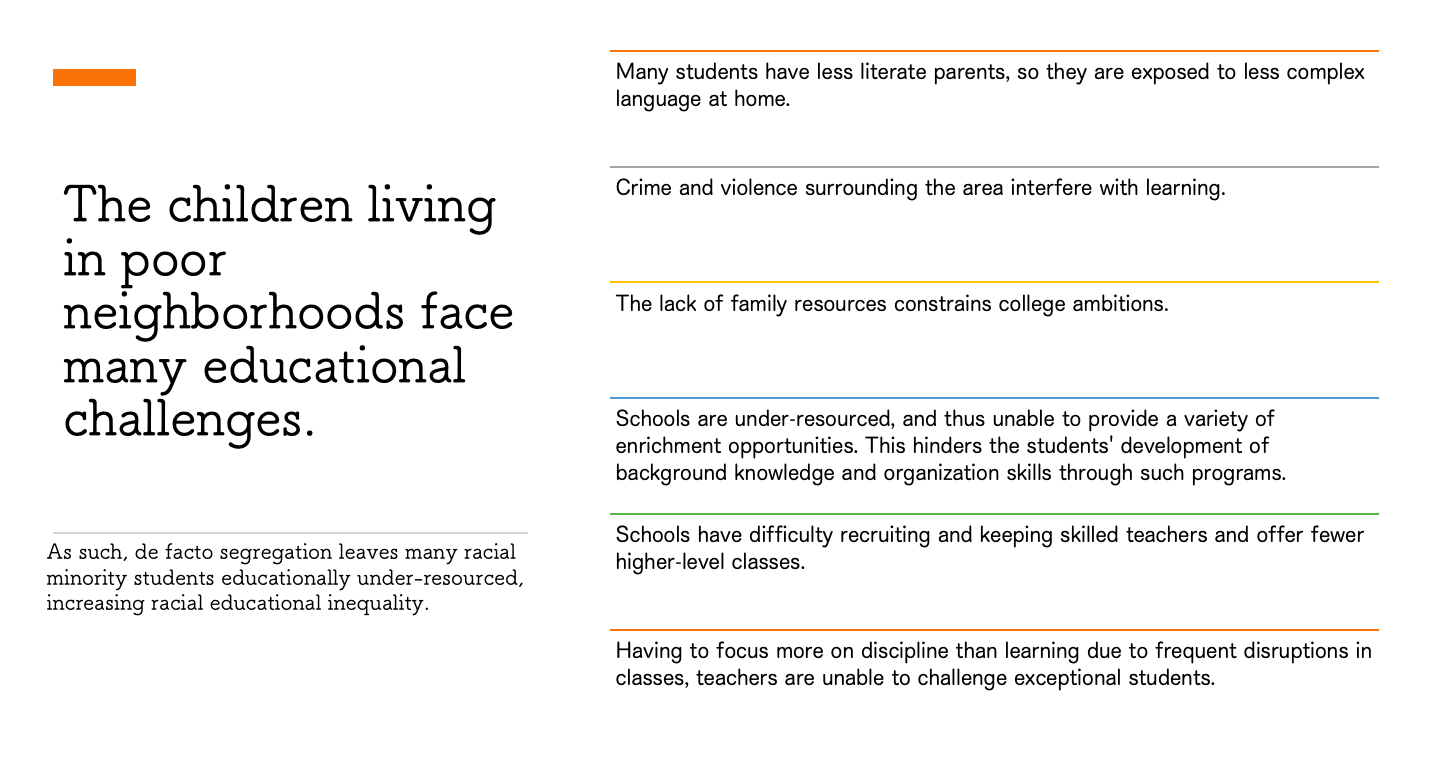 The children living
in poor
neighborhoods face
many educational
challenges.
As such, de facto segregation leaves many racial
minority students educationally under-resourced,
increasing racial educational inequality.
Many students have less literate parents, so they are exposed to less complex
language at home.
Crime and violence surrounding the area interfere with learning.
The lack of family resources constrains college ambitions.
Schools are under-resourced, and thus unable to provide a variety of
enrichment opportunities. This hinders the students' development of
background knowledge and organization skills through such programs.
Schools have difficulty recruiting and keeping skilled teachers and offer fewer
higher-level classes.
Having to focus more on discipline than learning due to frequent disruptions in
classes, teachers are unable to challenge exceptional students.